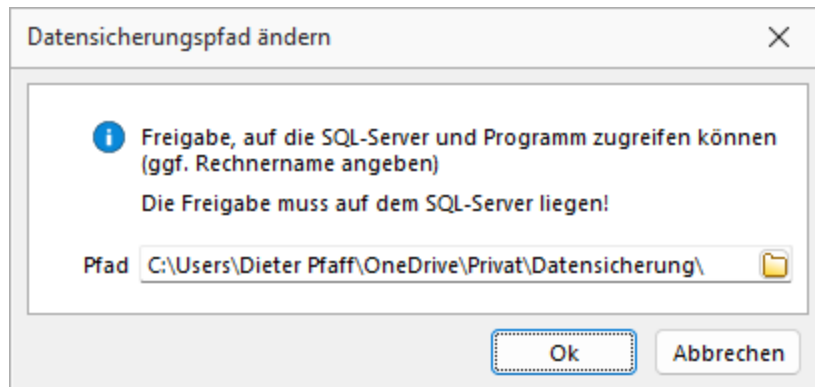 Datensicherungspfad ändern
Freigabe, auf die SQL-Server und Programm zugreifen können
(ggf. Rechnername angeben)
Die Freigabe muss auf dem SQL-Server liegen!
Pfad C:\Users\Dieter Pfaff\OneDrive\Privat\Datensicherung\
Ok Abbrechen